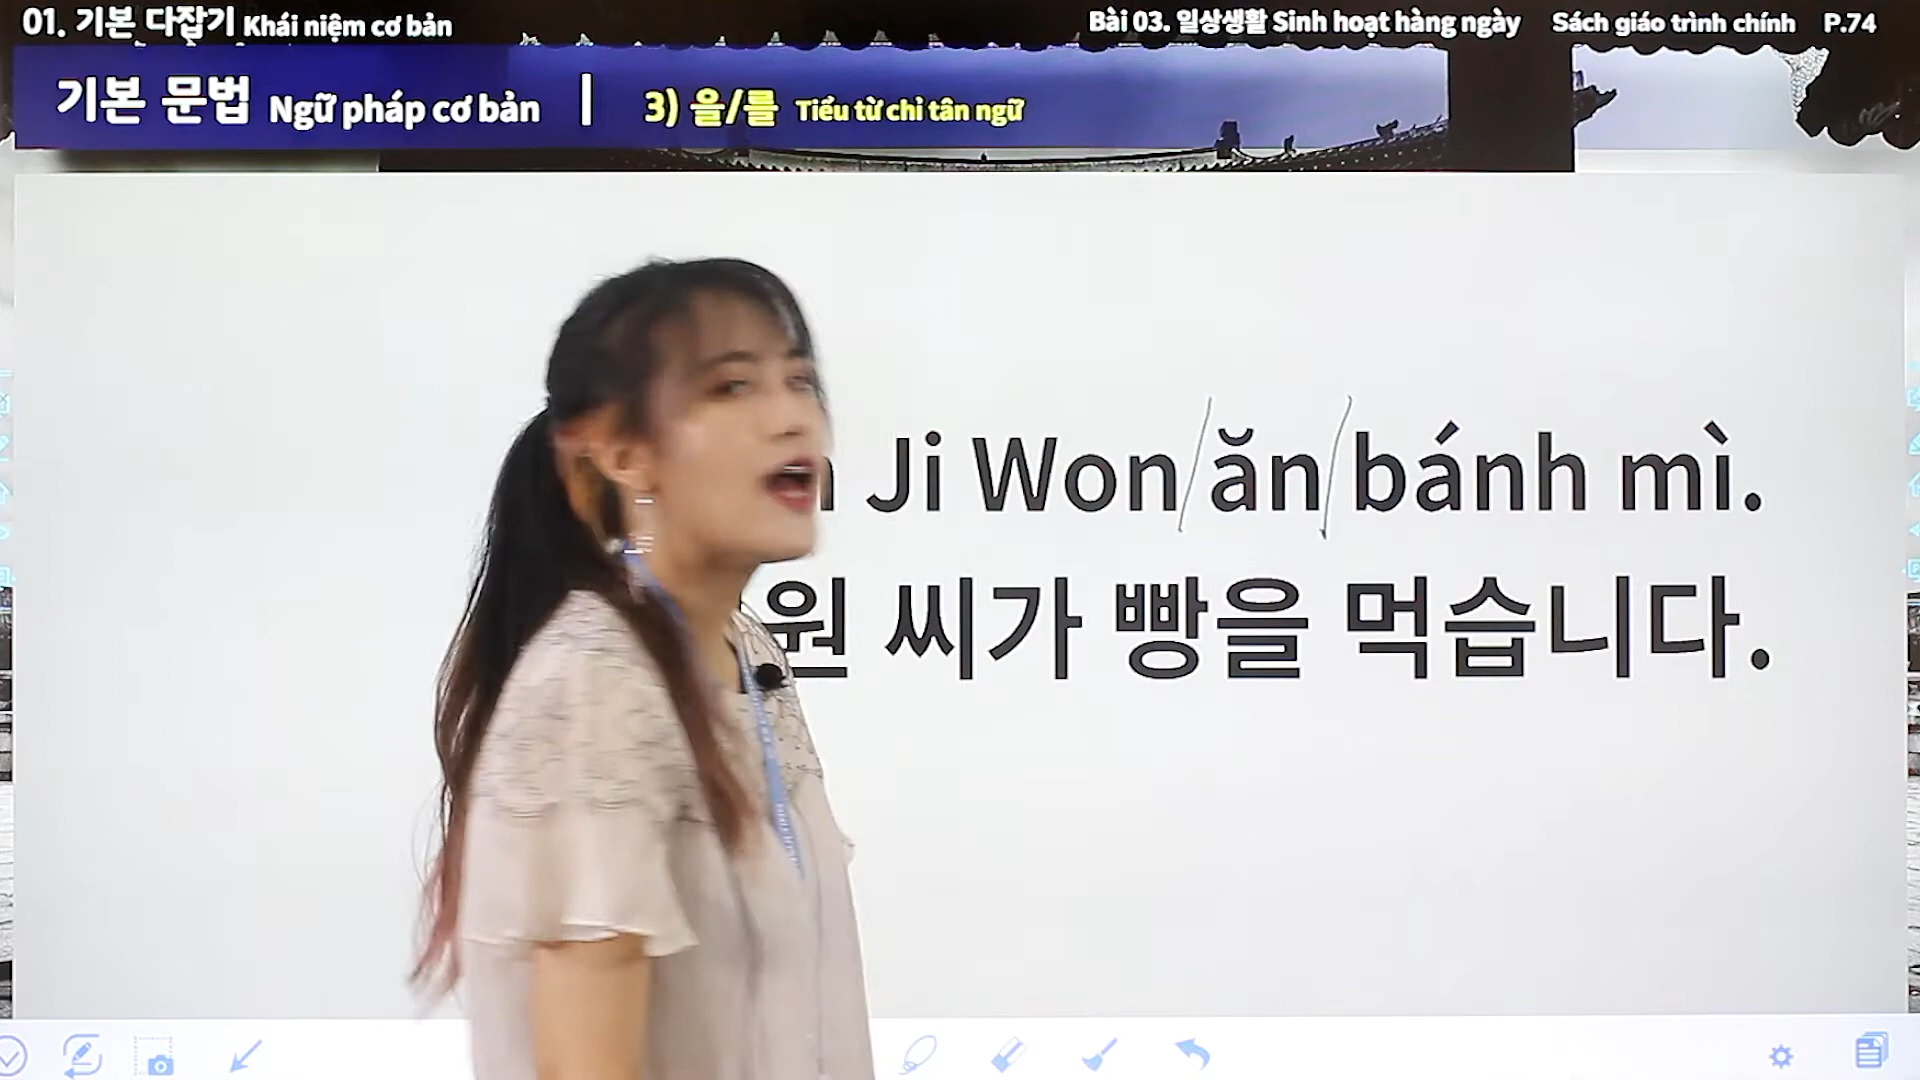 01. 기본 다잡기 Khái niệm cơ bản
Bài 03. 일상생활 Sinh hoạt hàng ngày Sách giáo trình chính P.74
기본 문법 Ngữ pháp cơ bản | 3) 을/를 Tiểu từ chỉ tân ngữ
Ji Won/ăn/bánh mì.
원 씨가 빵을 먹습니다.